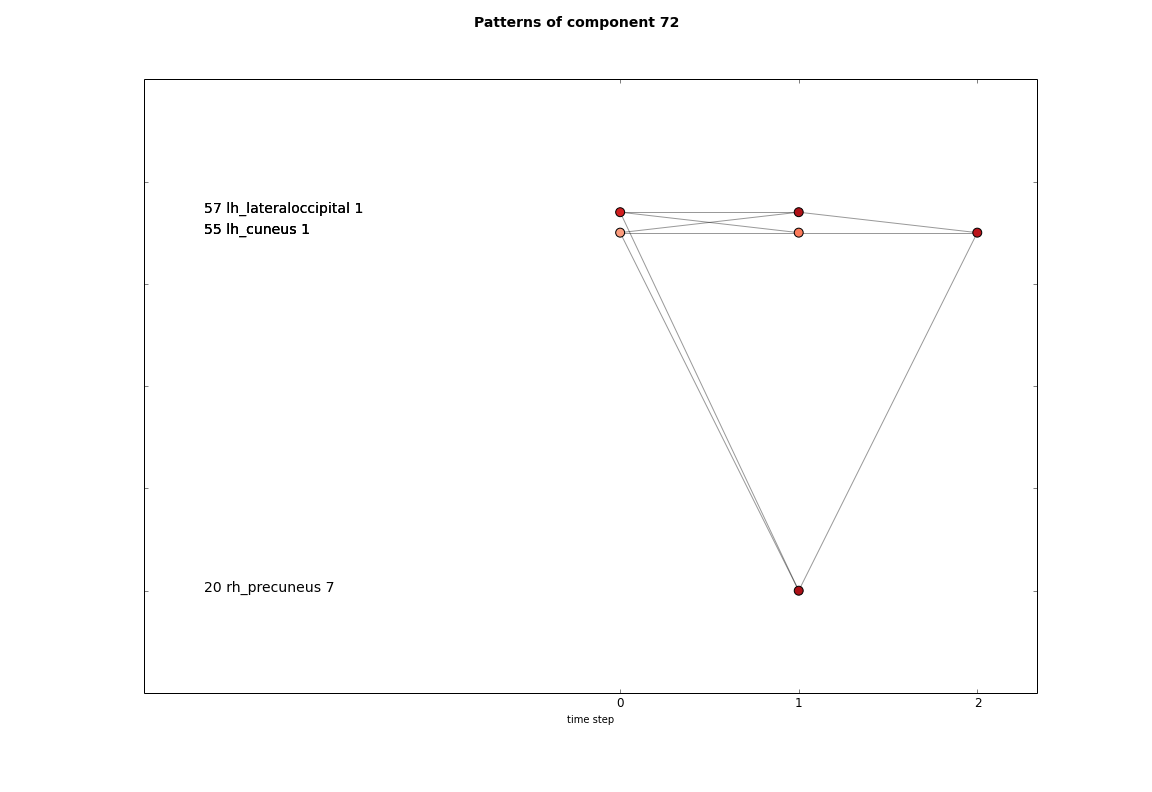 Patterns of component 72
57 lh_lateraloccipital 1
55 lh_cuneus 1
20 rh_precuneus 7
0 1 2
time step